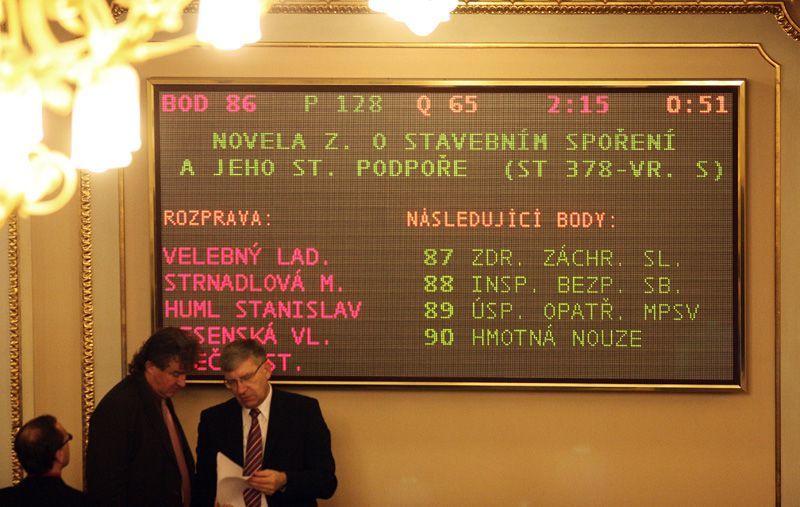 BOD 86 P 128 Q 65 2:15 0:51
NOVELA Z. O STAVEBNÍM SPOŘENÍ
A JEHO ST. PODPOŘE (ST 378-VR. S)
ROZPRAVA: NÁSLEDUJÍCÍ BODY:
VELEBNÝ LAD. 87 ZDR. ZÁCHR. SL.
STRNADLOVÁ M. 88 INSP. BEZP. SB.
HUML STANISLAV 89 ÚSP. OPATŘ. MPSV
VL. 90 HMOTNÁ NOUZE
ST.